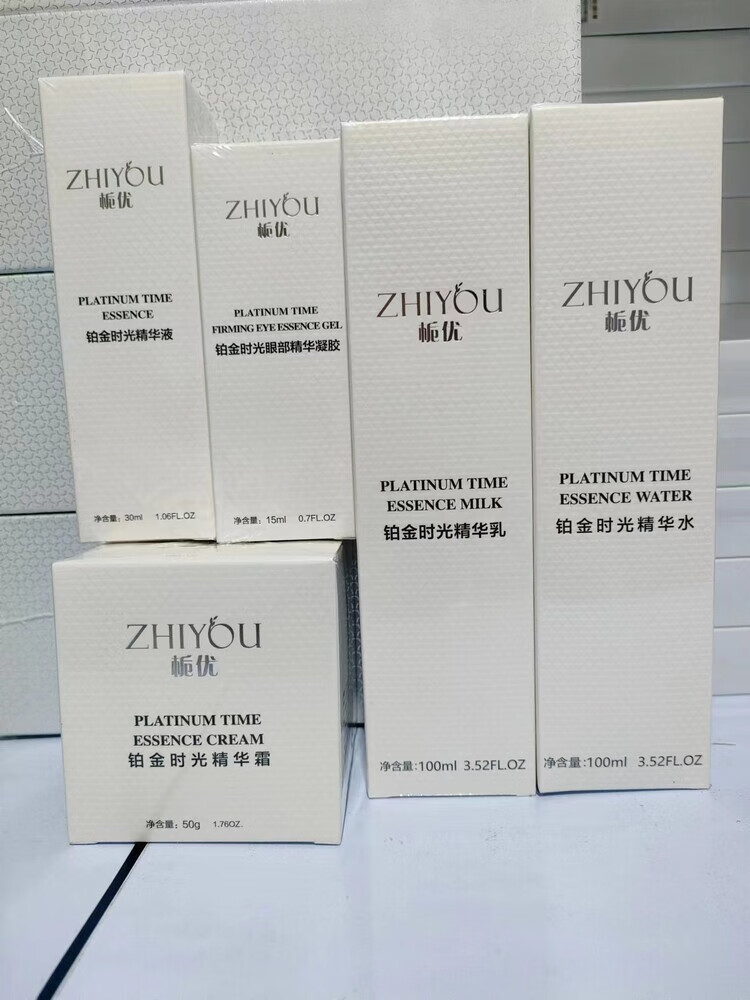 ZHIYOU
栀优
PLATINUM TIME
ESSENCE
铂金时光精华液
净含量: 30ml 1.06FL.OZ
ZHIYOU
栀优
PLATINUM TIME
FIRMING EYE ESSENCE GEL
铂金时光眼部精华凝胶
净含量: 15ml 0.7FL.OZ
ZHIYOU
栀优
PLATINUM TIME
ESSENCE MILK
铂金时光精华乳
净含量:100ml 3.52FL.OZ
ZHIYOU
栀优
PLATINUM TIME
ESSENCE WATER
铂金时光精华水
净含量:100ml 3.52FL.OZ
ZHIYOU
栀优
PLATINUM TIME
ESSENCE CREAM
铂金时光精华霜
净含量: 50g 1.76OZ.